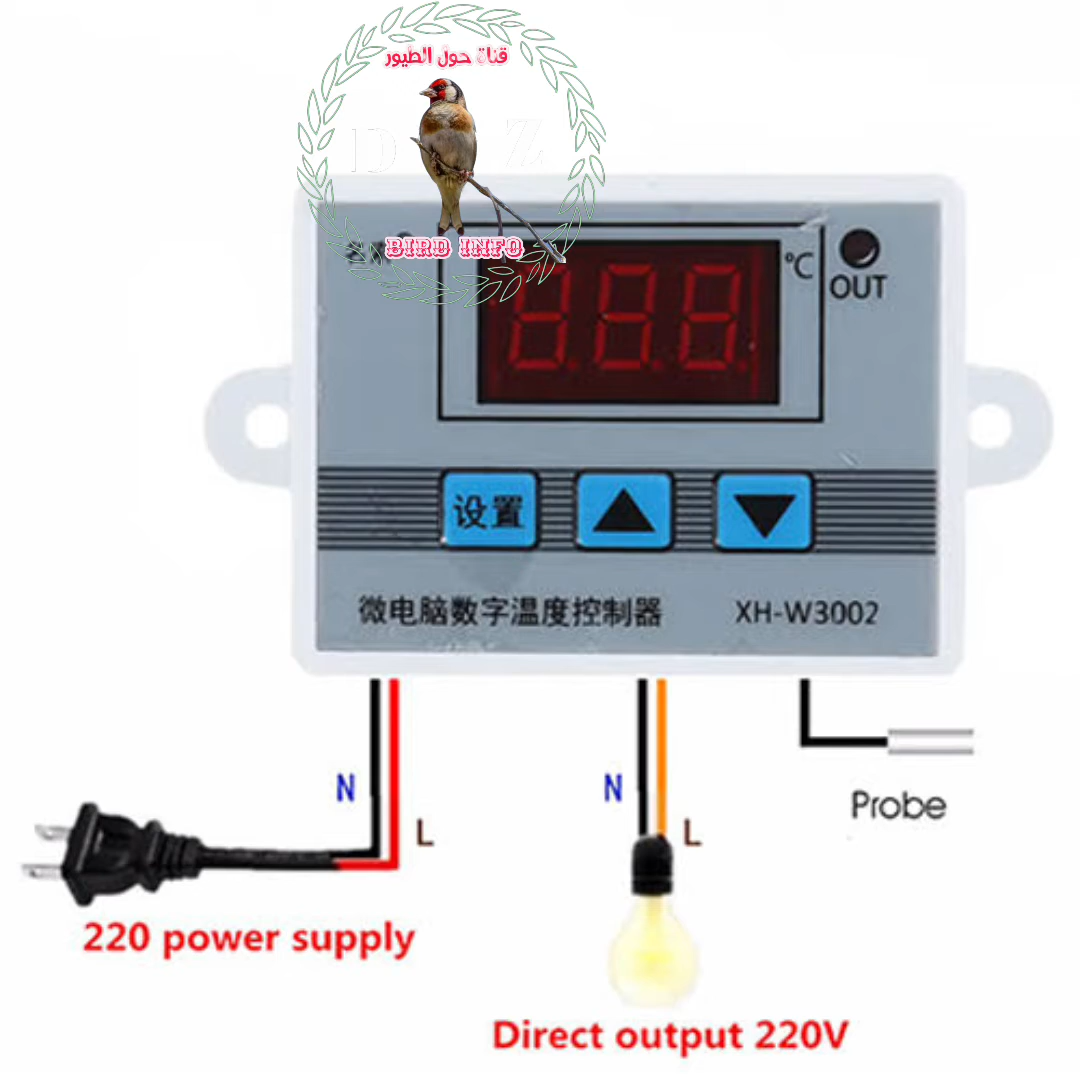 قناة حول الطيور
D Z
BIRD INFO
°C
OUT
设置
微电脑数字温度控制器 XH-W3002
N
L
N
L
Probe
220 power supply
Direct output 220V